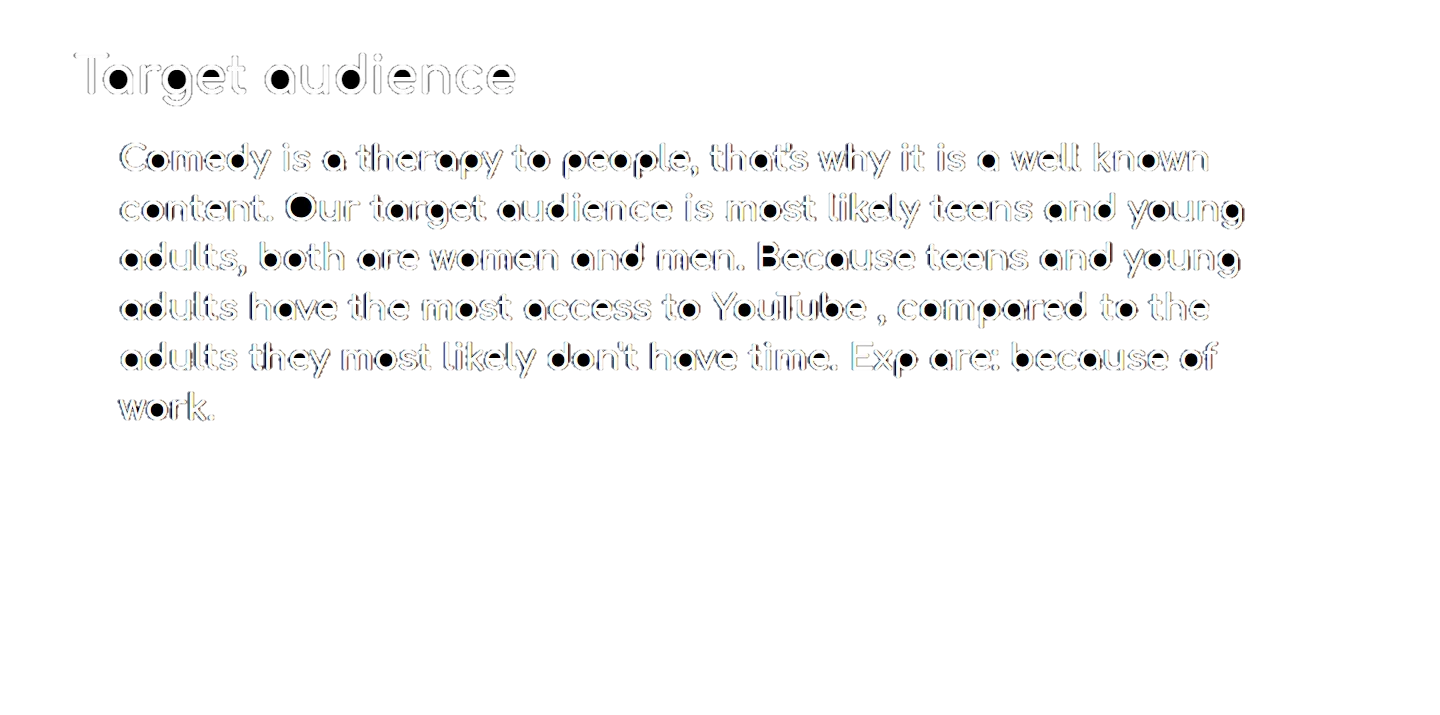 Target audience
Comedy is a therapy to people, that's why it is a well known
content. Our target audience is most likely teens and young
adults, both are women and men. Because teens and young
adults have the most access to YouTube , compared to the
adults they most likely don't have time. Exp are: because of
work.